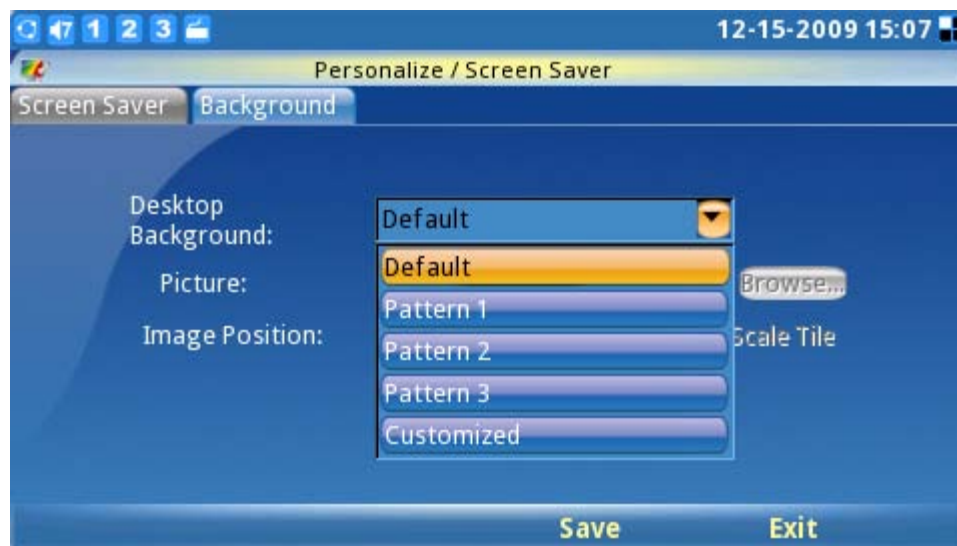 7 1 2 3 12-15-2009 15:07
Personalize / Screen Saver
Screen Saver Background
Desktop
Background:
Default
Default
Picture:
Browse...
Pattern 1
Image Position:
Scale Tile
Pattern 2
Pattern 3
Customized
Save Exit